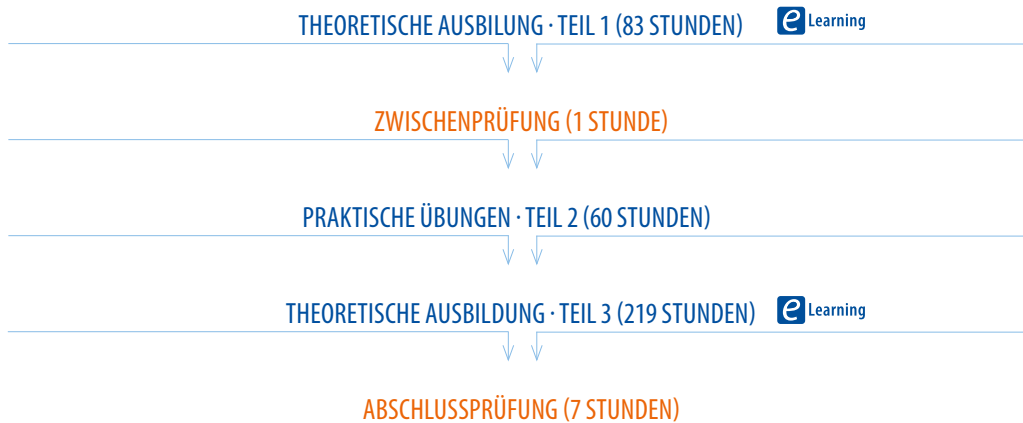 THEORETISCHE AUSBILUNG · TEIL 1 (83 STUNDEN) e Learning
ZWISCHENPRÜFUNG (1 STUNDE)
PRAKTISCHE ÜBUNGEN · TEIL 2 (60 STUNDEN)
THEORETISCHE AUSBILDUNG · TEIL 3 (219 STUNDEN) e Learning
ABSCHLUSSPRÜFUNG (7 STUNDEN)